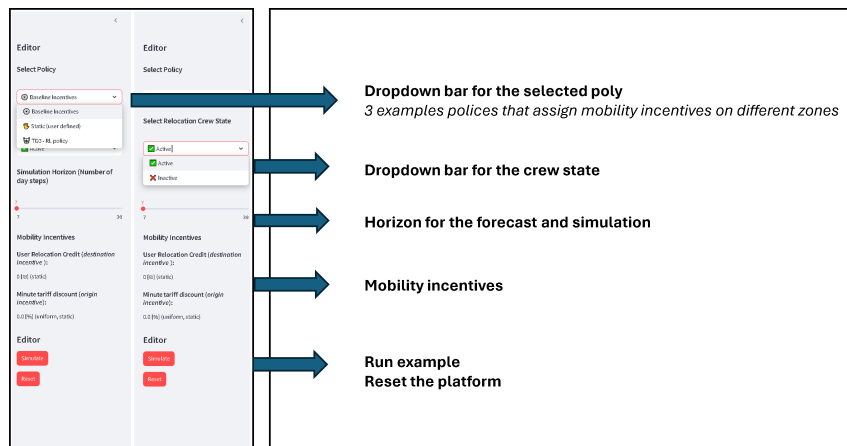 Editor
Select Policy
Baseline Incentives
Baseline Incentives
Static (user defined)
TD3 - RL policy
Active
Simulation Horizon (Number of
day steps)
7
7
30
Mobility Incentives
User Relocation Credit (destination
incentive ):
0 [₪] (static)
Minute tariff discount (origin
incentive):
0.0 [%] (uniform, static)
Editor
Simulate
Reset
Editor
Select Policy
Select Relocation Crew State
Active
Active
Inactive
7
7
30
Mobility Incentives
User Relocation Credit (destination
incentive ):
0 [₪] (static)
Minute tariff discount (origin
incentive):
0.0 [%] (uniform, static)
Editor
Simulate
Reset
Dropdown bar for the selected poly
3 examples polices that assign mobility incentives on different zones
Dropdown bar for the crew state
Horizon for the forecast and simulation
Mobility incentives
Run example
Reset the platform